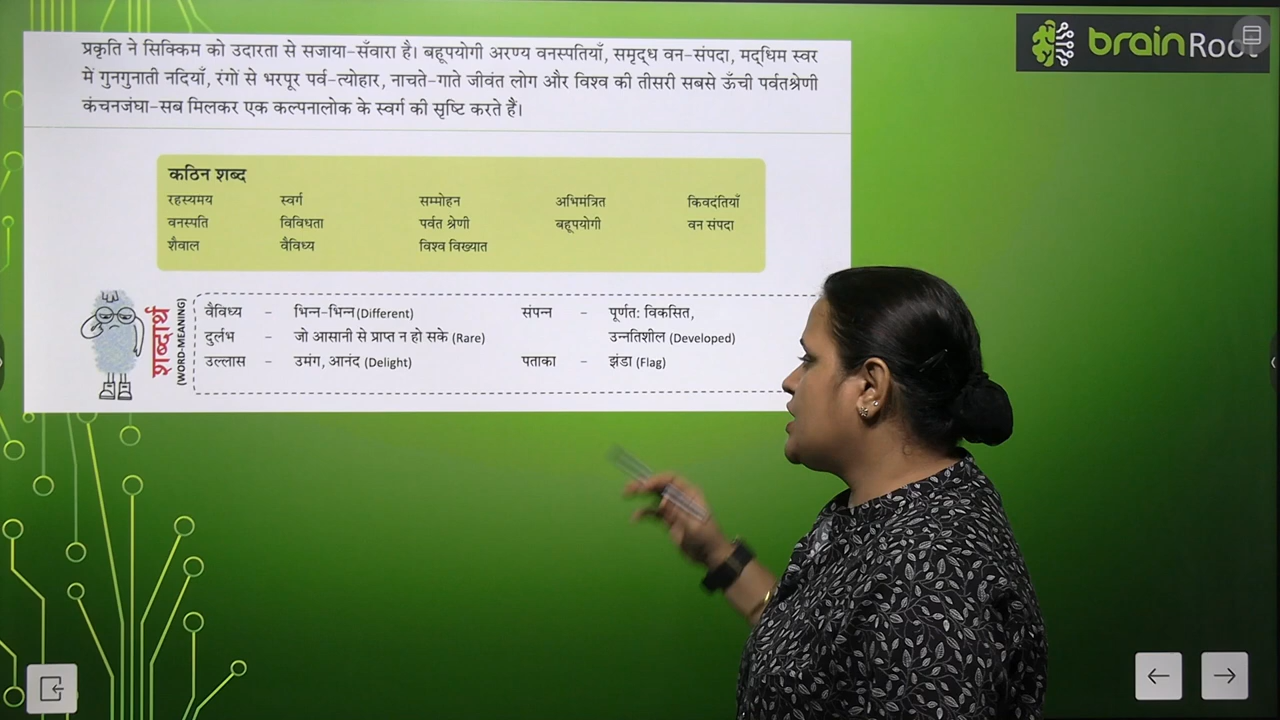 प्रकृति ने सिक्किम को उदारता से सजाया-सँवारा है। बहूपयोगी अरण्य वनस्पतियाँ, समृद्ध वन-संपदा, मद्धिम स्वर
में गुनगुनाती नदियाँ, रंगों से भरपूर पर्व-त्योहार, नाचते-गाते जीवंत लोग और विश्व की तीसरी सबसे ऊँची पर्वतश्रेणी
कंचनजंघा-सब मिलकर एक कल्पनालोक के स्वर्ग की सृष्टि करते हैं।
brainRoot
कठिन शब्द
रहस्यमय स्वर्ग सम्मोहन अभिमंत्रित किवदंतियाँ
वनस्पति विविधता पर्वत श्रेणी बहूपयोगी वन संपदा
शैवाल वैविध्य विश्व विख्यात
शब्दार्थ
(WORD-MEANING)
वैविध्य – भिन्न-भिन्न (Different) संपन्न – पूर्णत: विकसित,
दुर्लभ – जो आसानी से प्राप्त न हो सके (Rare) उन्नतिशील (Developed)
उल्लास – उमंग, आनंद (Delight) पताका – झंडा (Flag)